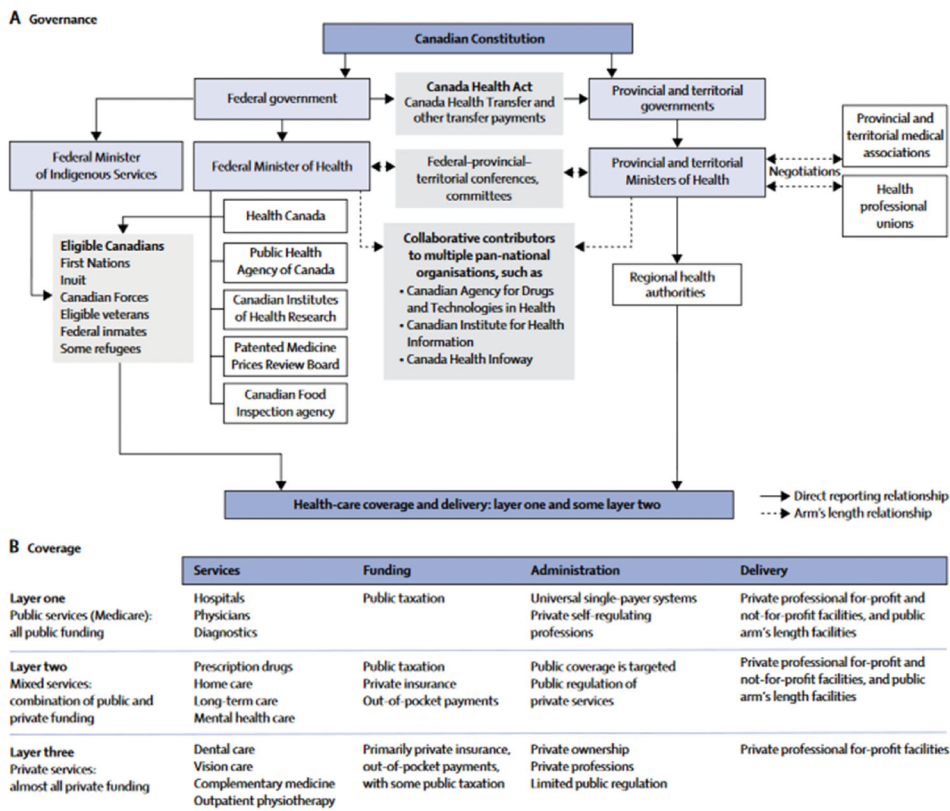 A Governance
Canadian Constitution
Federal government
Canada Health Act
Canada Health Transfer and
other transfer payments
Provincial and territorial
governments
Federal Minister
of Indigenous Services
Federal Minister of Health
Federal–provincial–
territorial conferences,
committees
Provincial and territorial
Ministers of Health
Negotiations
Provincial and
territorial medical
associations
Health
professional
unions
Eligible Canadians
First Nations
Inuit
Canadian Forces
Eligible veterans
Federal inmates
Some refugees
Health Canada
Public Health
Agency of Canada
Canadian Institutes
of Health Research
Patented Medicine
Prices Review Board
Canadian Food
Inspection agency
Collaborative contributors
to multiple pan-national
organisations, such as
• Canadian Agency for Drugs
and Technologies in Health
• Canadian Institute for Health
Information
• Canada Health Infoway
Regional health
authorities
Health-care coverage and delivery: layer one and some layer two
Direct reporting relationship
Arm's length relationship
B Coverage
Services Funding Administration Delivery
Layer one
Public services (Medicare):
all public funding
Hospitals
Physicians
Diagnostics
Public taxation
Universal single-payer systems
Private self-regulating
professions
Private professional for-profit and
not-for-profit facilities, and public
arm's length facilities
Layer two
Mixed services:
combination of public and
private funding
Prescription drugs
Home care
Long-term care
Mental health care
Public taxation
Private insurance
Out-of-pocket payments
Public coverage is targeted
Public regulation of
private services
Private professional for-profit and
not-for-profit facilities, and public
arm's length facilities
Layer three
Private services:
almost all private funding
Dental care
Vision care
Complementary medicine
Outpatient physiotherapy
Primarily private insurance,
out-of-pocket payments,
with some public taxation
Private ownership
Private professions
Limited public regulation
Private professional for-profit facilities